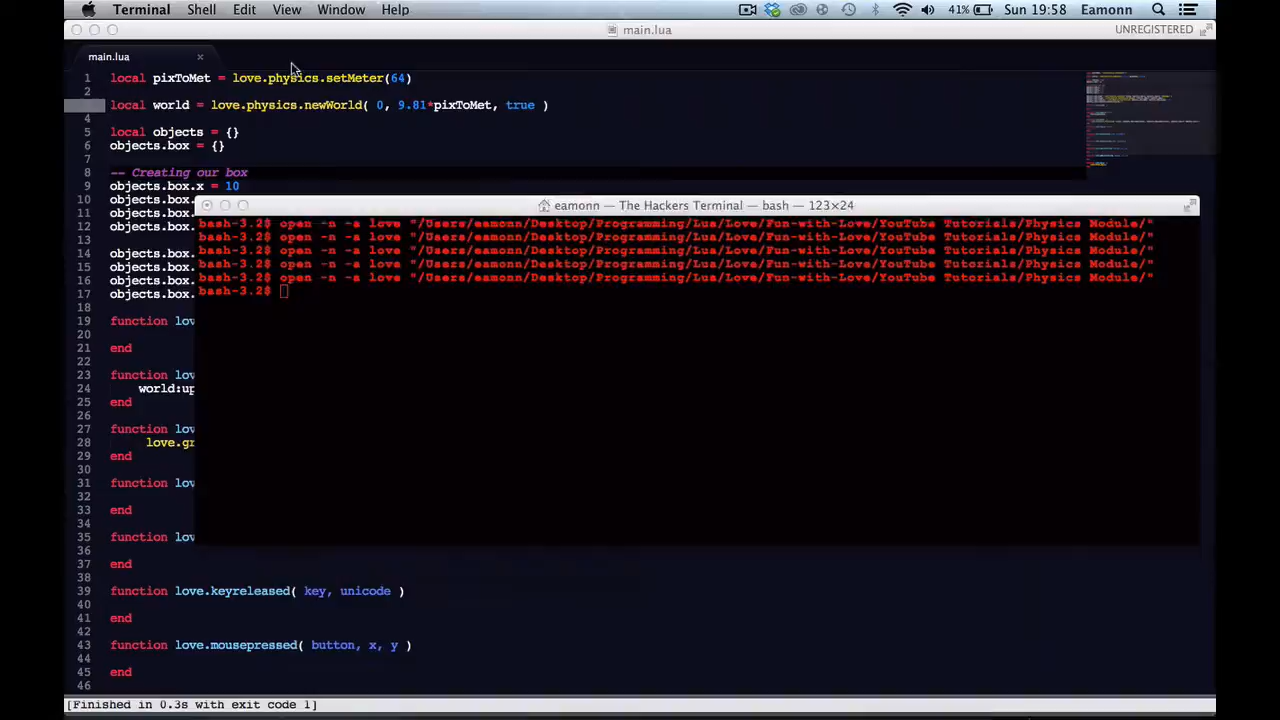 Terminal Shell Edit View Window Help 41% Sun 19:58 Eamonn
main.lua UNREGISTERED
main.lua
1 local pixToMet = love.physics.setMeter(64)
2
3 local world = love.physics.newWorld( 0, 9.81*pixToMet, true )
4
5 local objects = {}
6 objects.box = {}
7
8 -- Creating our box
9 objects.box.x = 10
10 objects.box.
11 objects.box.
12 objects.box.
13
14 objects.box.
15 objects.box.
16 objects.box.
17 objects.box.
18
19 function lov
20
21 end
22
23 function lov
24 world:up
25 end
26
27 function lov
28 love.gr
29 end
30
31 function lov
32
33 end
34
35 function lov
36
37 end
38
39 function love.keyreleased( key, unicode )
40
41 end
42
43 function love.mousepressed( button, x, y )
44
45 end
46
eamonn — The Hackers Terminal — bash — 123×24
bash-3.2$ open -n -a love "/Users/eamonn/Desktop/Programming/Lua/Love/Fun-with-Love/YouTube Tutorials/Physics Module/"
bash-3.2$ open -n -a love "/Users/eamonn/Desktop/Programming/Lua/Love/Fun-with-Love/YouTube Tutorials/Physics Module/"
bash-3.2$ open -n -a love "/Users/eamonn/Desktop/Programming/Lua/Love/Fun-with-Love/YouTube Tutorials/Physics Module/"
bash-3.2$ open -n -a love "/Users/eamonn/Desktop/Programming/Lua/Love/Fun-with-Love/YouTube Tutorials/Physics Module/"
bash-3.2$ open -n -a love "/Users/eamonn/Desktop/Programming/Lua/Love/Fun-with-Love/YouTube Tutorials/Physics Module/"
bash-3.2$
[Finished in 0.3s with exit code 1]